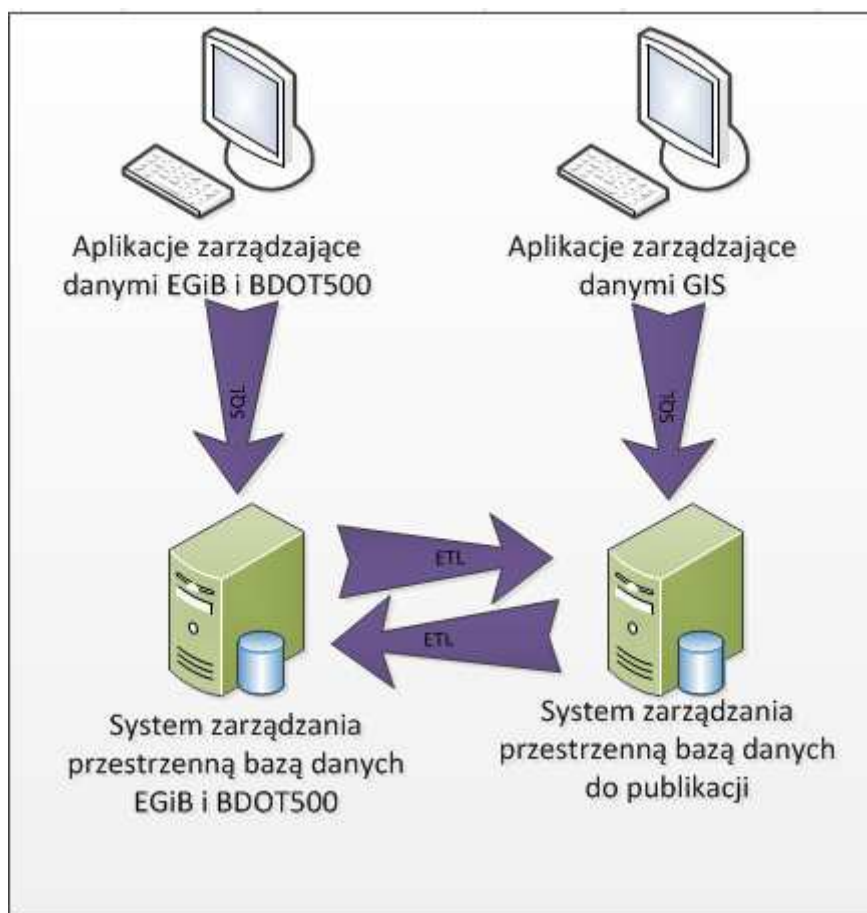 Aplikacje zarządzające
danymi EGiB i BDOT500
Aplikacje zarządzające
danymi GIS
SQL
SQL
ETL
ETL
System zarządzania
przestrzenną bazą danych
EGiB i BDOT500
System zarządzania
przestrzenną bazą danych
do publikacji